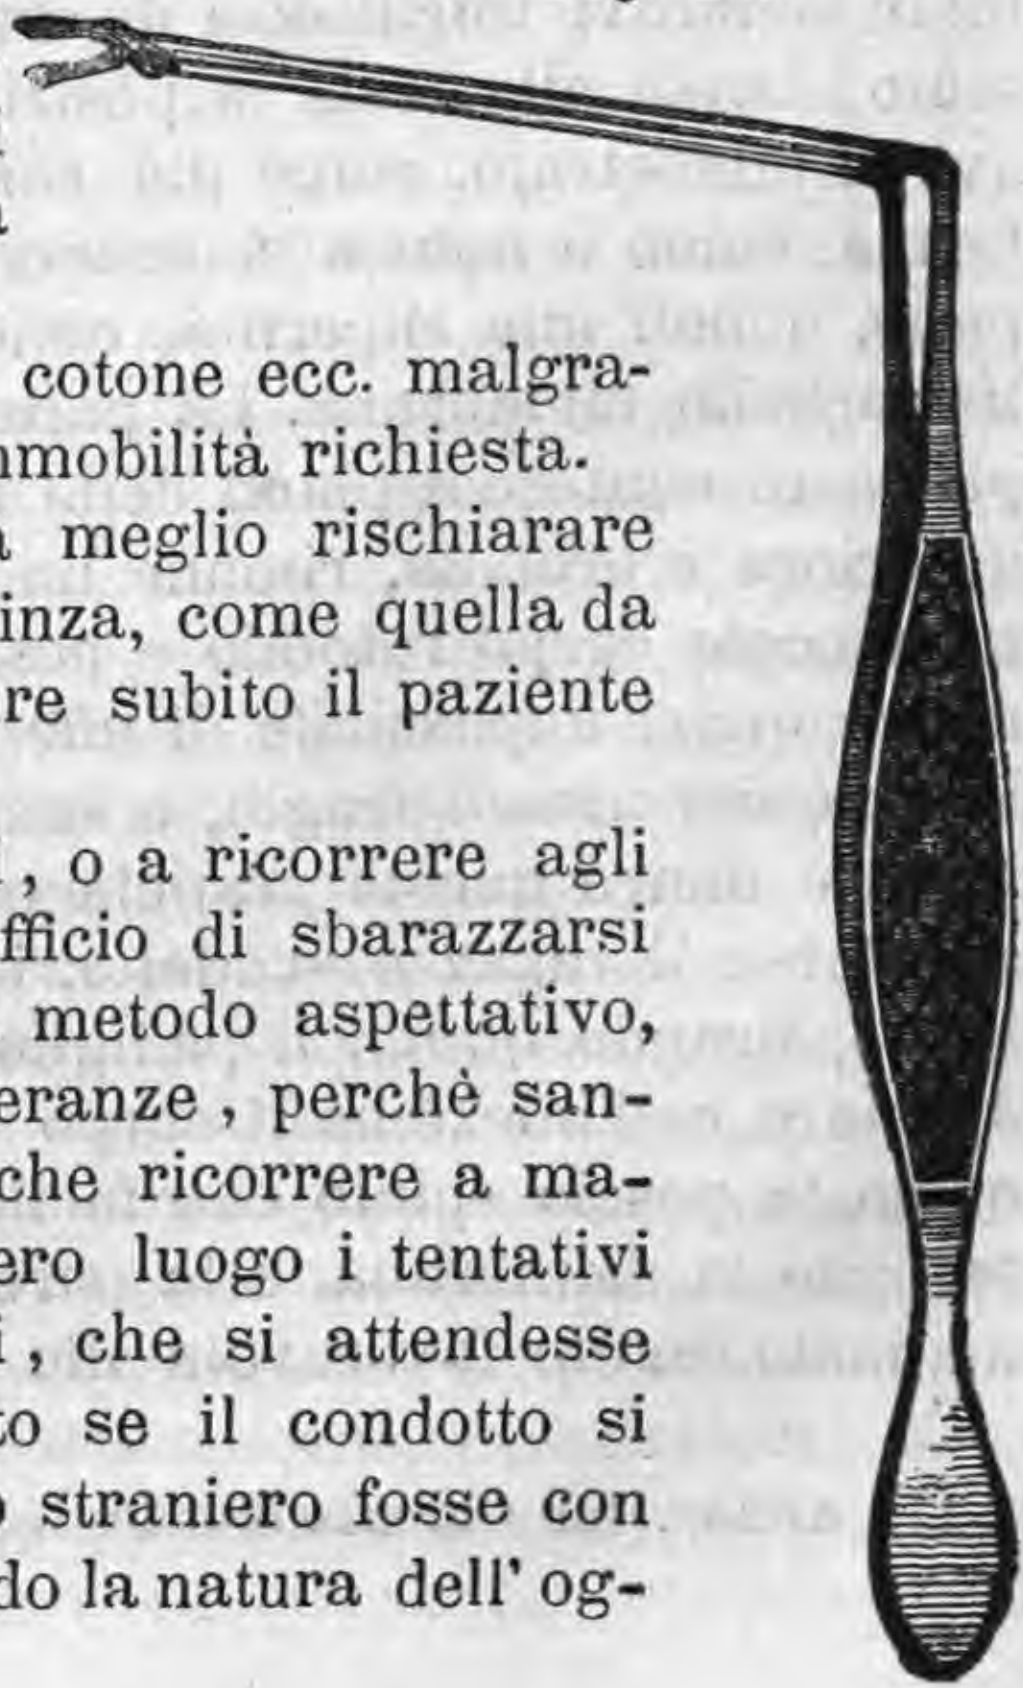 cotone ecc. malgra-
mmobilità richiesta.
meglio rischiarare
inza, come quella da
re subito il paziente
, o a ricorrere agli
fficio di sbarazzarsi
metodo aspettativo,
eranze , perchè san-
che ricorrere a ma-
ero luogo i tentativi
i , che si attendesse
to se il condotto si
o straniero fosse con
do la natura dell' og-